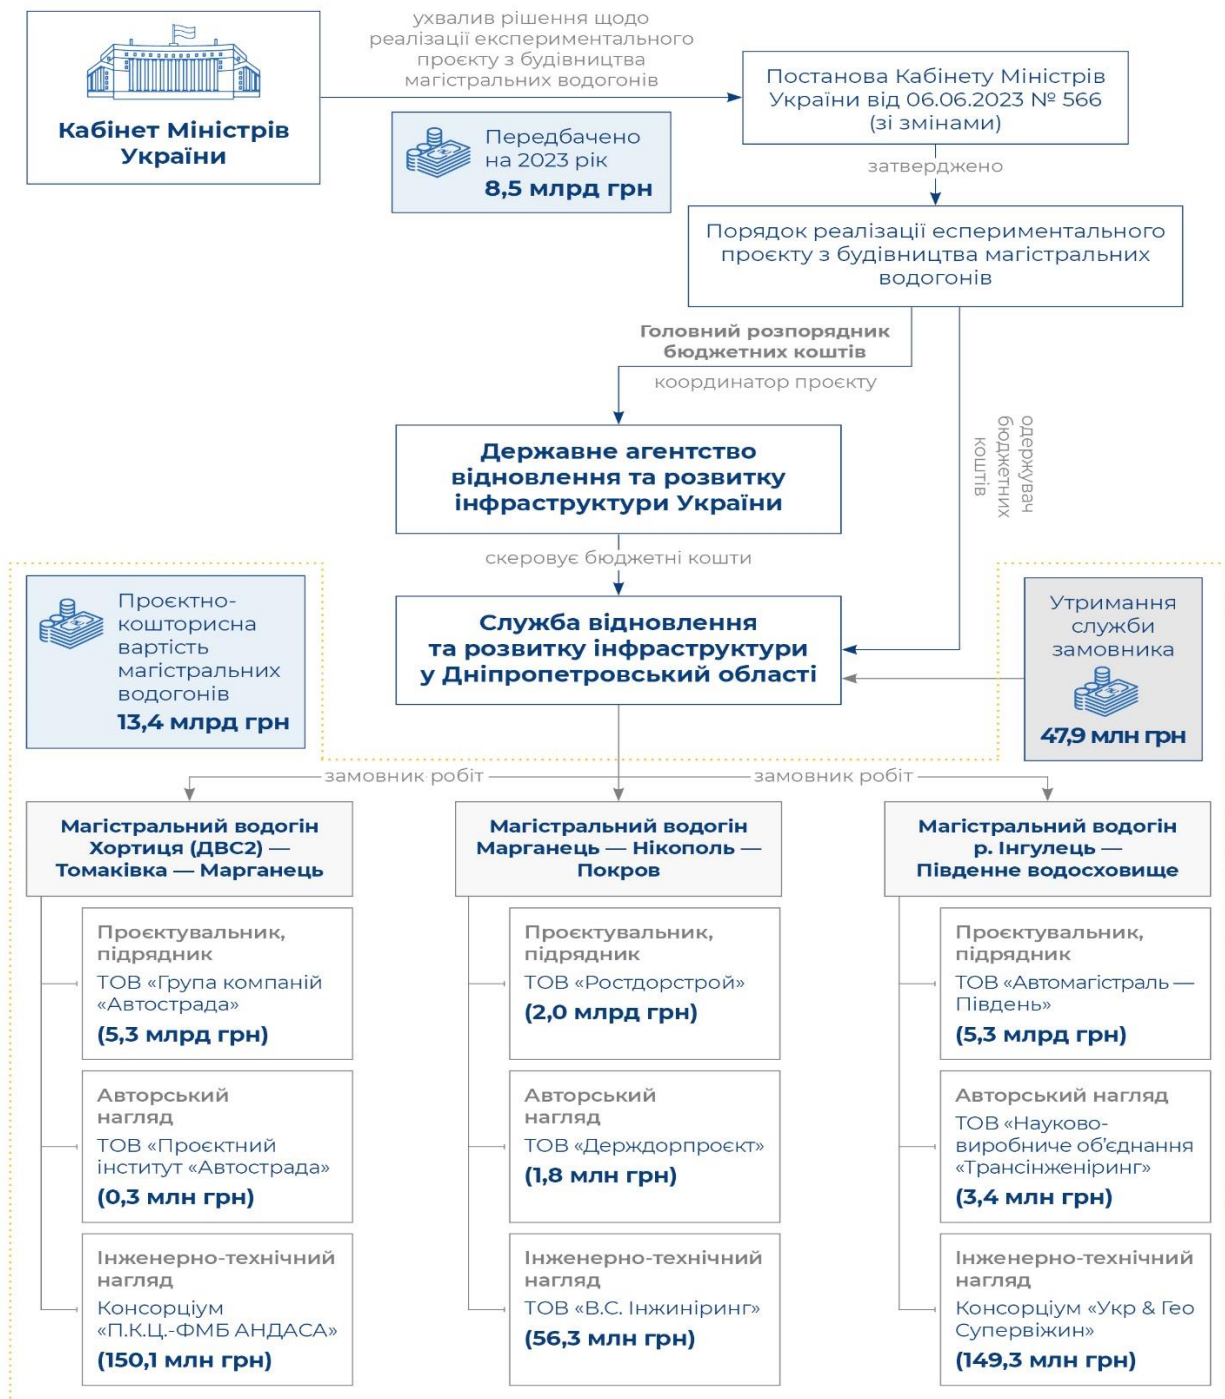 Кабінет Міністрів
України
ухвалив рішення щодо
реалізації експериментального
проєкту з будівництва
магістральних водогонів
Передбачено
на 2023 рік
8,5 млрд грн
Постанова Кабінету Міністрів
України від 06.06.2023 № 566
(зі змінами)
затверджено
Порядок реалізації еспериментального
проєкту з будівництва магістральних
водогонів
Головний розпорядник
бюджетних коштів
координатор проєкту
одержувач
бюджетних
коштів
Державне агентство
відновлення та розвитку
інфраструктури України
скеровує бюджетні кошти
Проєктно-
кошторисна
вартість
магістральних
водогонів
13,4 млрд грн
Служба відновлення
та розвитку інфраструктури
у Дніпропетровський області
Утримання
служби
замовника
47,9 млн грн
замовник робіт
замовник робіт
Магістральний водогін
Хортиця (ДВС2) —
Томаківка — Марганець
Проєктувальник,
підрядник
ТОВ «Група компаній
«Автострада»
(5,3 млрд грн)
Авторський
нагляд
ТОВ «Проєктний
інститут «Автострада»
(0,3 млн грн)
Інженерно-технічний
нагляд
Консорціум
«П.К.Ц.-ФМБ АНДАСА»
(150,1 млн грн)
Магістральний водогін
Марганець — Нікополь —
Покров
Проєктувальник,
підрядник
ТОВ «Ростдорстрой»
(2,0 млрд грн)
Авторський
нагляд
ТОВ «Держдорпроєкт»
(1,8 млн грн)
Інженерно-технічний
нагляд
ТОВ «В.С. Інжиніринг»
(56,3 млн грн)
Магістральний водогін
р. Інгулець —
Південне водосховище
Проєктувальник,
підрядник
ТОВ «Автомагістраль —
Південь»
(5,3 млрд грн)
Авторський нагляд
ТОВ «Науково-
виробниче об’єднання
«Трансінженіринг»
(3,4 млн грн)
Інженерно-технічний
нагляд
Консорціум «Укр & Гео
Супервіжин»
(149,3 млн грн)